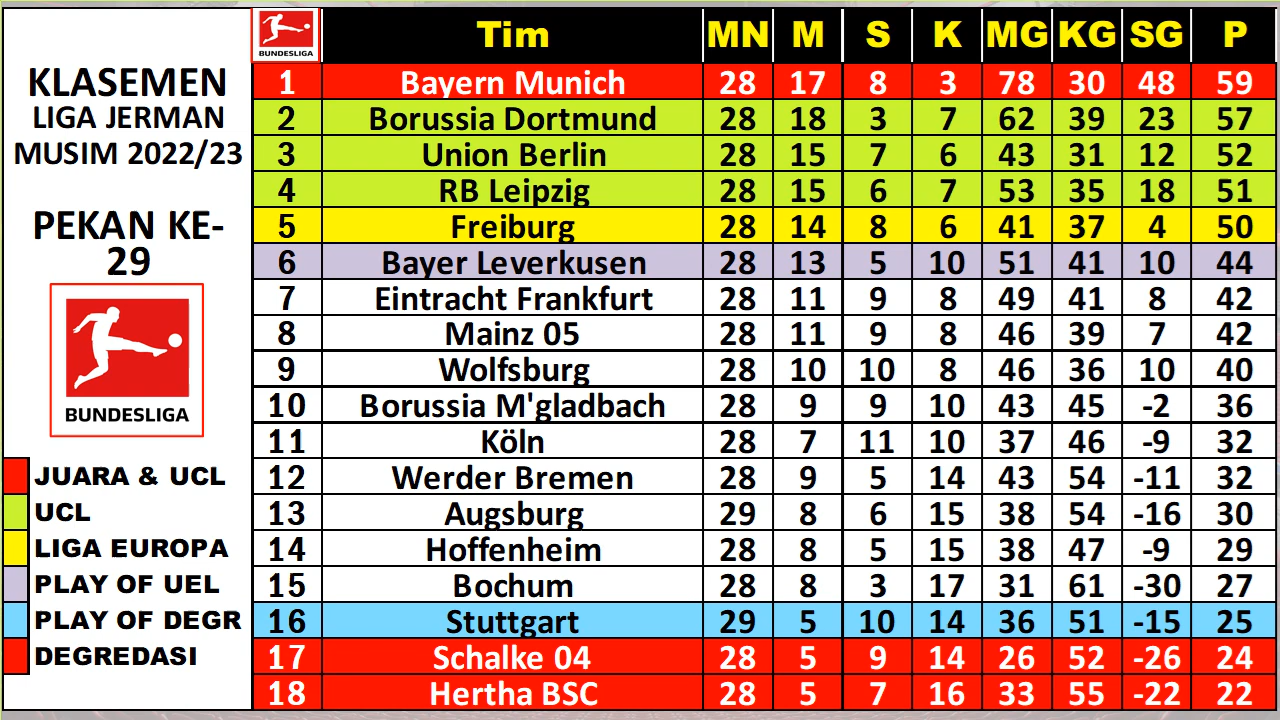 KLASEMEN
LIGA JERMAN
MUSIM 2022/23
PEKAN KE-
29
BUNDESLIGA
JUARA & UCL
UCL
LIGA EUROPA
PLAY OF UEL
PLAY OF DEGR
DEGREDASI
BUNDESLIGA Tim MN M S K MG KG SG P
1 Bayern Munich 28 17 8 3 78 30 48 59
2 Borussia Dortmund 28 18 3 7 62 39 23 57
3 Union Berlin 28 15 7 6 43 31 12 52
4 RB Leipzig 28 15 6 7 53 35 18 51
5 Freiburg 28 14 8 6 41 37 4 50
6 Bayer Leverkusen 28 13 5 10 51 41 10 44
7 Eintracht Frankfurt 28 11 9 8 49 41 8 42
8 Mainz 05 28 11 9 8 46 39 7 42
9 Wolfsburg 28 10 10 8 46 36 10 40
10 Borussia M'gladbach 28 9 9 10 43 45 -2 36
11 Köln 28 7 11 10 37 46 -9 32
12 Werder Bremen 28 9 5 14 43 54 -11 32
13 Augsburg 29 8 6 15 38 54 -16 30
14 Hoffenheim 28 8 5 15 38 47 -9 29
15 Bochum 28 8 3 17 31 61 -30 27
16 Stuttgart 29 5 10 14 36 51 -15 25
17 Schalke 04 28 5 9 14 26 52 -26 24
18 Hertha BSC 28 5 7 16 33 55 -22 22